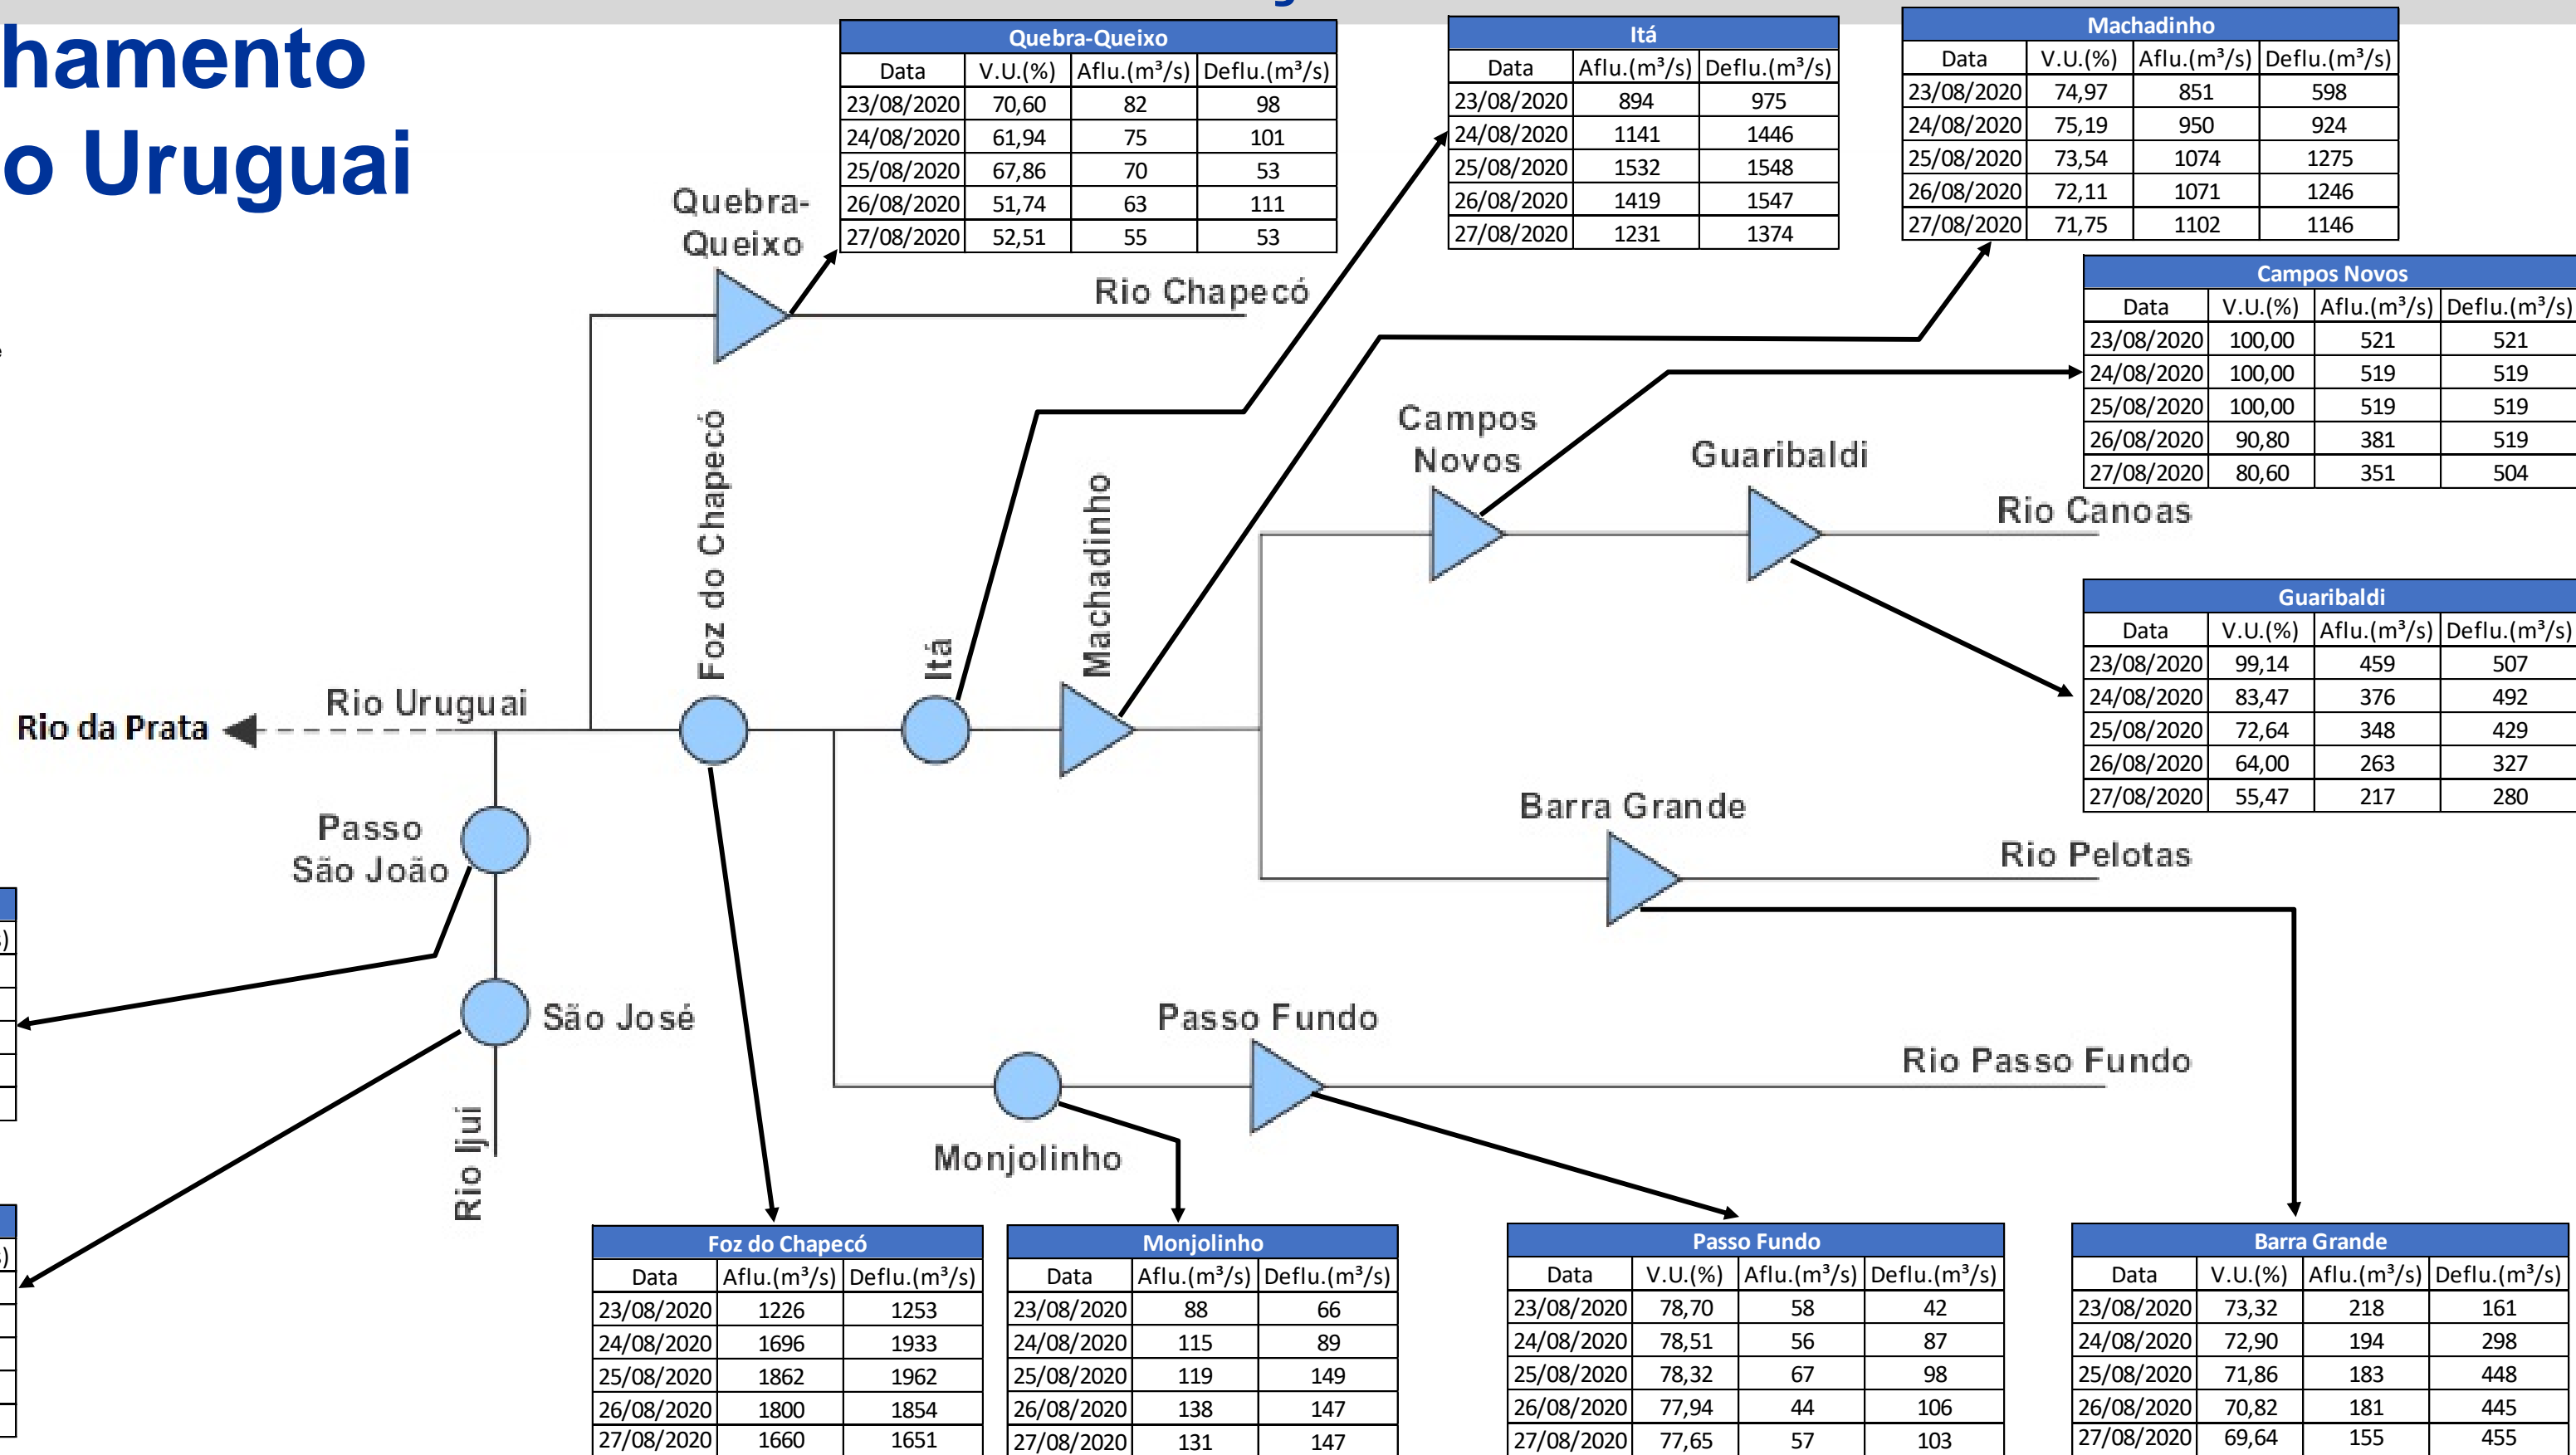 hamento
o Uruguai
Quebra-Queixo
Data V.U.(%) Aflu.(m³/s) Deflu.(m³/s)
23/08/2020 70,60 82 98
24/08/2020 61,94 75 101
25/08/2020 67,86 70 53
26/08/2020 51,74 63 111
27/08/2020 52,51 55 53
Itá
Data Aflu.(m³/s) Deflu.(m³/s)
23/08/2020 894 975
24/08/2020 1141 1446
25/08/2020 1532 1548
26/08/2020 1419 1547
27/08/2020 1231 1374
Machadinho
Data V.U.(%) Aflu.(m³/s) Deflu.(m³/s)
23/08/2020 74,97 851 598
24/08/2020 75,19 950 924
25/08/2020 73,54 1074 1275
26/08/2020 72,11 1071 1246
27/08/2020 71,75 1102 1146
Campos Novos
Data V.U.(%) Aflu.(m³/s) Deflu.(m³/s)
23/08/2020 100,00 521 521
24/08/2020 100,00 519 519
25/08/2020 100,00 519 519
26/08/2020 90,80 381 519
27/08/2020 80,60 351 504
Guaribaldi
Data V.U.(%) Aflu.(m³/s) Deflu.(m³/s)
23/08/2020 99,14 459 507
24/08/2020 83,47 376 492
25/08/2020 72,64 348 429
26/08/2020 64,00 263 327
27/08/2020 55,47 217 280
Quebra-
Queixo
Rio Chapecó
Foz do Chapecó
Itá
Machadinho
Campos
Novos
Guaribaldi
Rio Canoas
Rio Uruguai
Rio da Prata
Passo
São João
São José
Rio Ijui
Barra Grande
Rio Pelotas
Passo Fundo
Rio Passo Fundo
Monjolinho
Foz do Chapecó
Data Aflu.(m³/s) Deflu.(m³/s)
23/08/2020 1226 1253
24/08/2020 1696 1933
25/08/2020 1862 1962
26/08/2020 1800 1854
27/08/2020 1660 1651
Monjolinho
Data Aflu.(m³/s) Deflu.(m³/s)
23/08/2020 88 66
24/08/2020 115 89
25/08/2020 119 149
26/08/2020 138 147
27/08/2020 131 147
Passo Fundo
Data V.U.(%) Aflu.(m³/s) Deflu.(m³/s)
23/08/2020 78,70 58 42
24/08/2020 78,51 56 87
25/08/2020 78,32 67 98
26/08/2020 77,94 44 106
27/08/2020 77,65 57 103
Barra Grande
Data V.U.(%) Aflu.(m³/s) Deflu.(m³/s)
23/08/2020 73,32 218 161
24/08/2020 72,90 194 298
25/08/2020 71,86 183 448
26/08/2020 70,82 181 445
27/08/2020 69,64 155 455